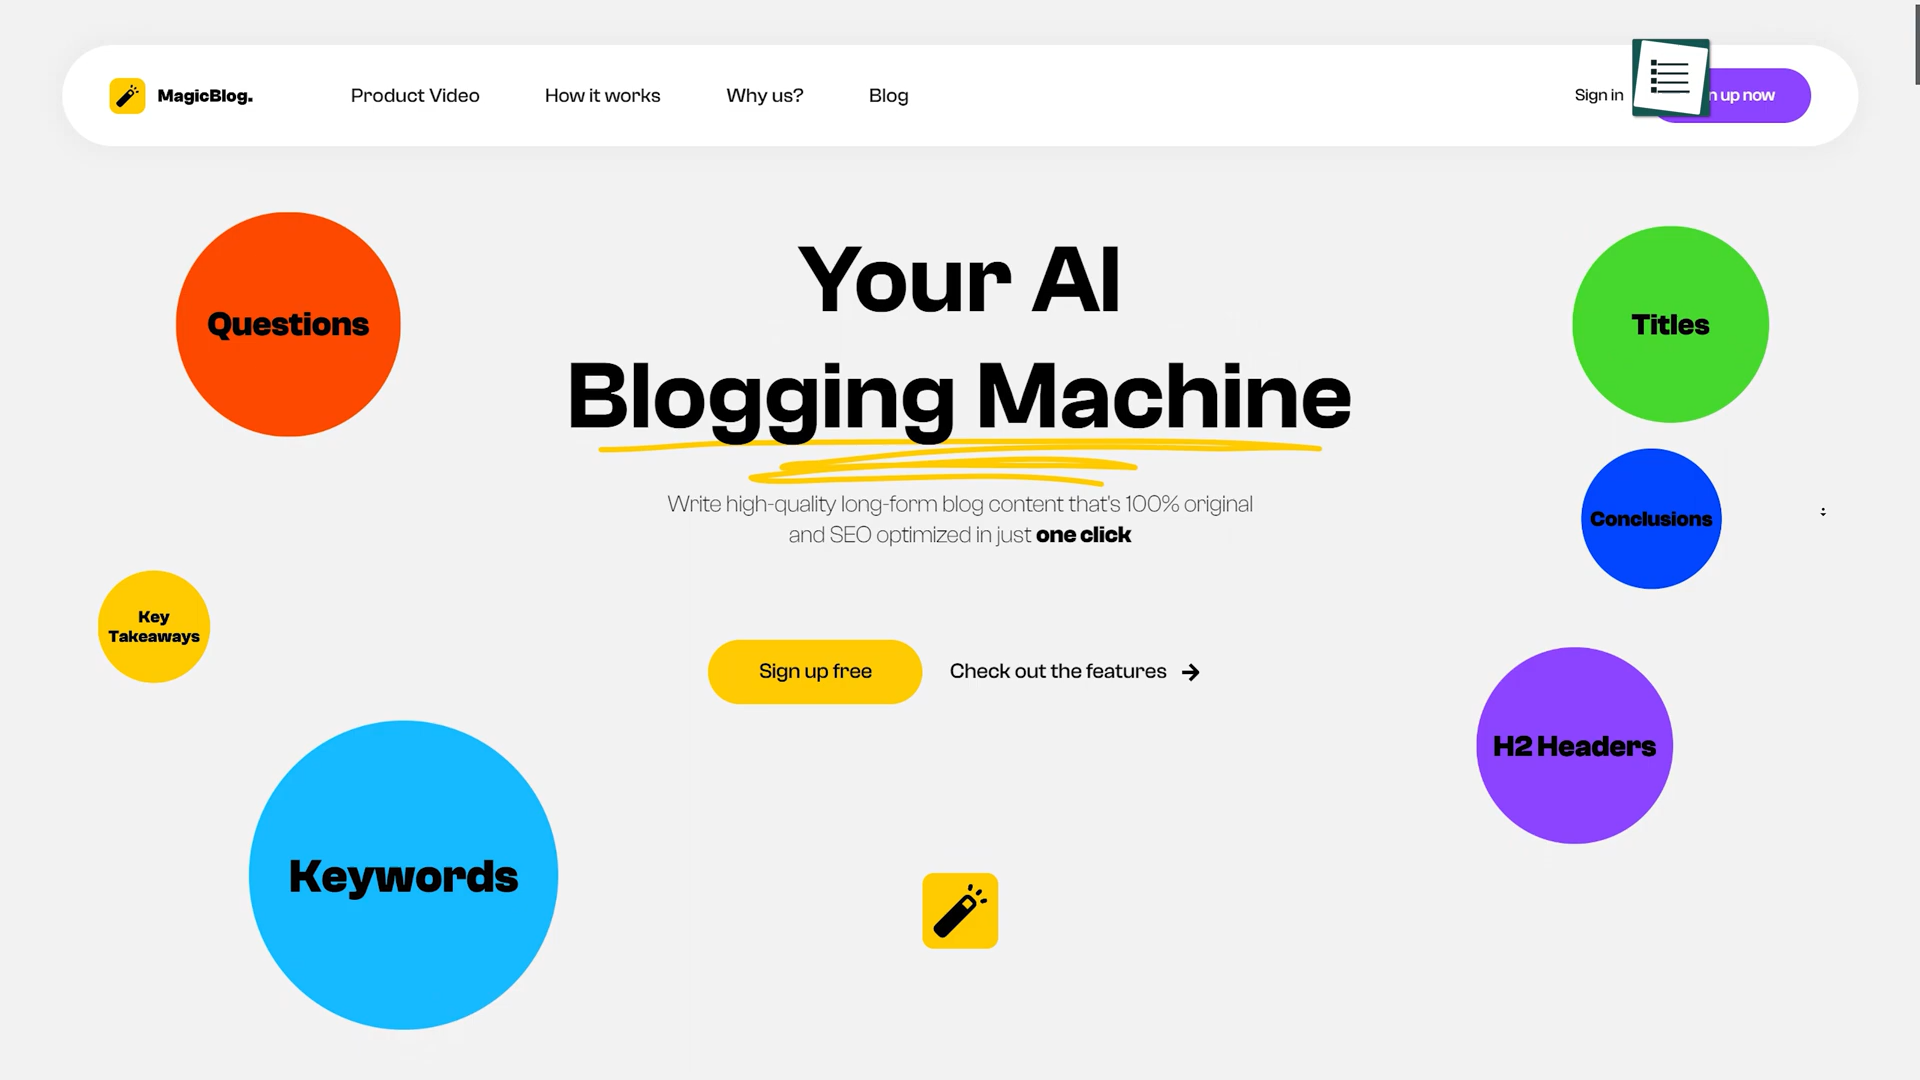 MagicBlog.
Product Video
How it works
Why us?
Blog
Sign in
up now
Questions
Your AI
Blogging Machine
Titles
Write high-quality long-form blog content that's 100% original
and SEO optimized in just one click
Conclusions
Key
Takeaways
Sign up free
Check out the features
H2 Headers
Keywords